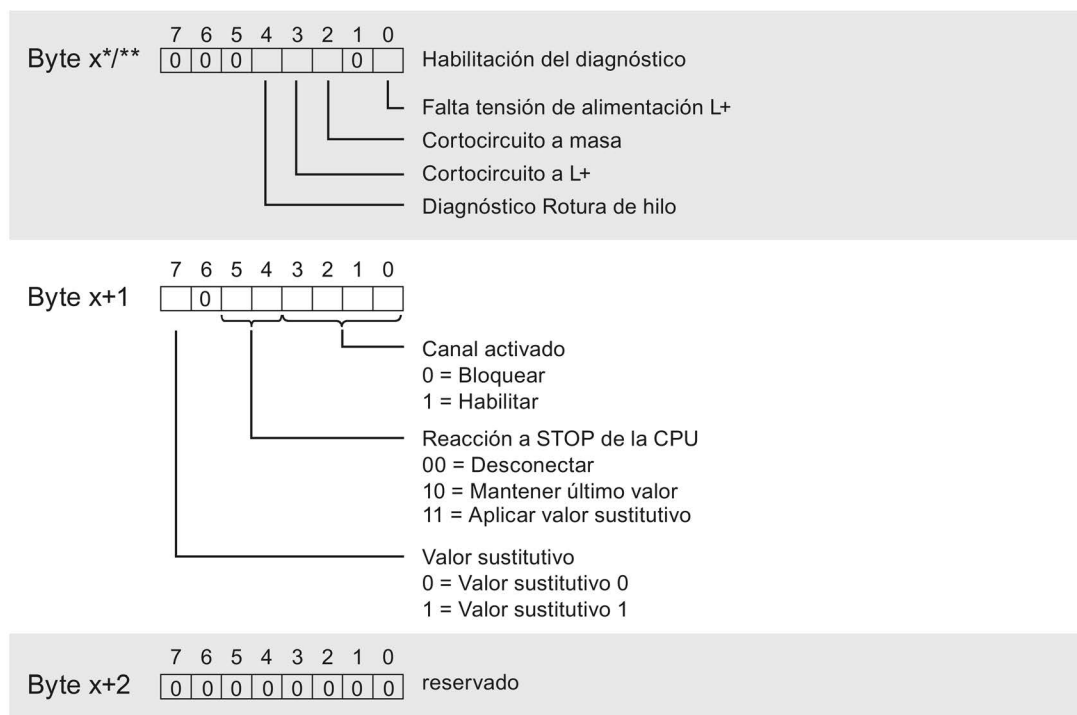 7 6 5 4 3 2 1 0
Byte x*/** 0 0 0 0 Habilitación del diagnóstico
Falta tensión de alimentación L+
Cortocircuito a masa
Cortocircuito a L+
Diagnóstico Rotura de hilo
7 6 5 4 3 2 1 0
Byte x+1 0
Canal activado
0 = Bloquear
1 = Habilitar
Reacción a STOP de la CPU
00 = Desconectar
10 = Mantener último valor
11 = Aplicar valor sustitutivo
Valor sustitutivo
0 = Valor sustitutivo 0
1 = Valor sustitutivo 1
7 6 5 4 3 2 1 0
Byte x+2 0 0 0 0 0 0 0 0 reservado